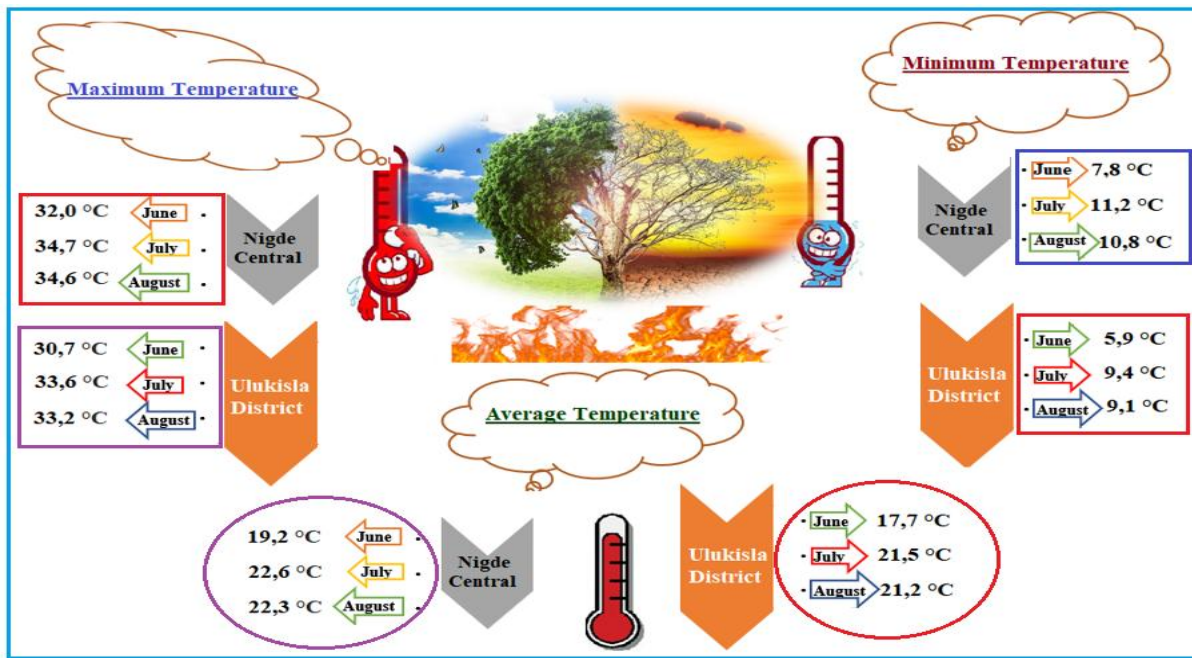 Maximum Temperature
32,0 °C June
34,7 °C July
34,6 °C August
Nigde
Central
30,7 °C June
33,6 °C July
33,2 °C August
Ulukisla
District
Minimum Temperature
Nigde
Central
June 7,8 °C
July 11,2 °C
August 10,8 °C
Ulukisla
District
June 5,9 °C
July 9,4 °C
August 9,1 °C
Average Temperature
19,2 °C June
22,6 °C July
22,3 °C August
Nigde
Central
Ulukisla
District
June 17,7 °C
July 21,5 °C
August 21,2 °C